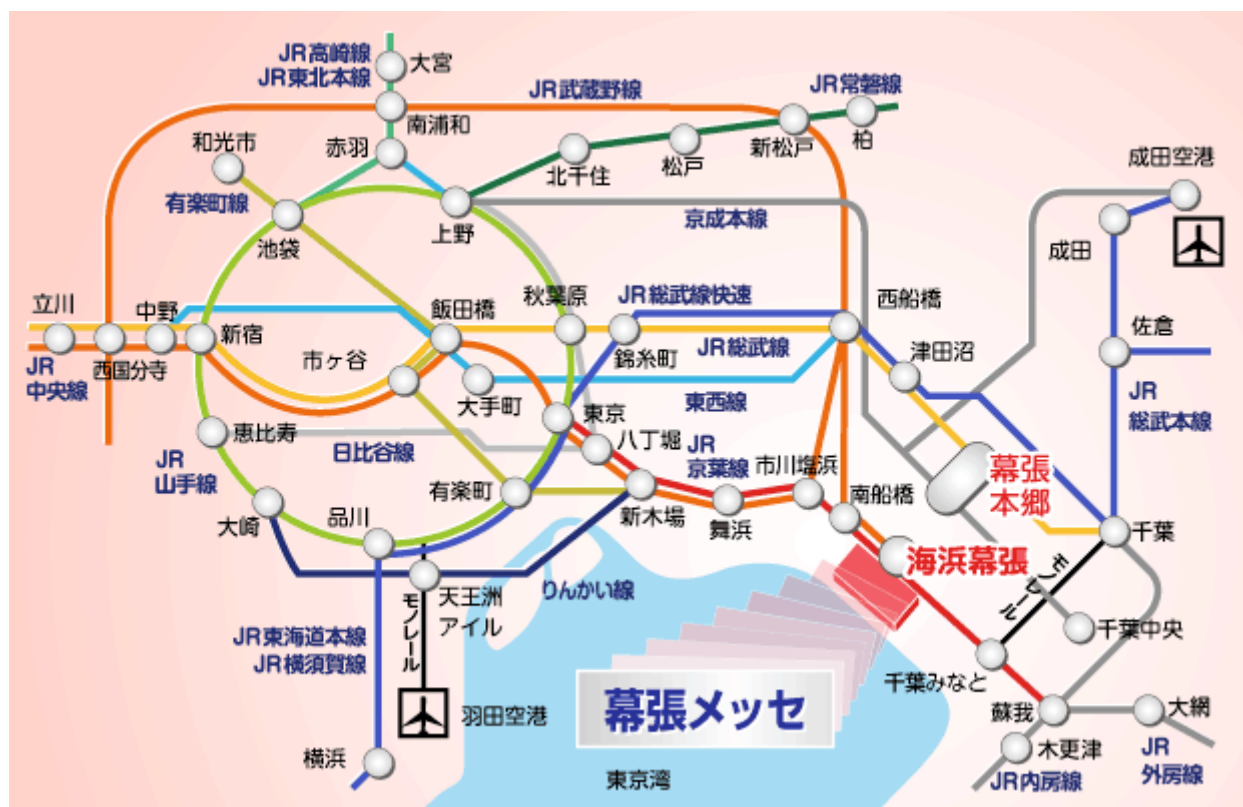 JR高崎線
JR東北本線
大宮
JR武蔵野線
JR常磐線
南浦和
柏
和光市
赤羽
新松戸
松戸
北千住
成田空港
有楽町線
池袋
上野
京成本線
成田
立川
中野
新宿
飯田橋
秋葉原
JR総武線快速
西船橋
佐倉
JR
中央線
西国分寺
市ヶ谷
錦糸町
JR総武線
津田沼
大手町
東西線
JR
総武本線
恵比寿
日比谷線
東京
八丁堀
JR
京葉線
市川塩浜
幕張
本郷
JR
山手線
有楽町
新木場
舞浜
南船橋
千葉
大崎
品川
海浜幕張
モノレール
りんかい線
天王洲
アイル
モノレール
千葉中央
JR東海道本線
JR横須賀線
千葉みなと
幕張メッセ
羽田空港
蘇我
大網
横浜
東京湾
木更津
JR内房線
JR
外房線